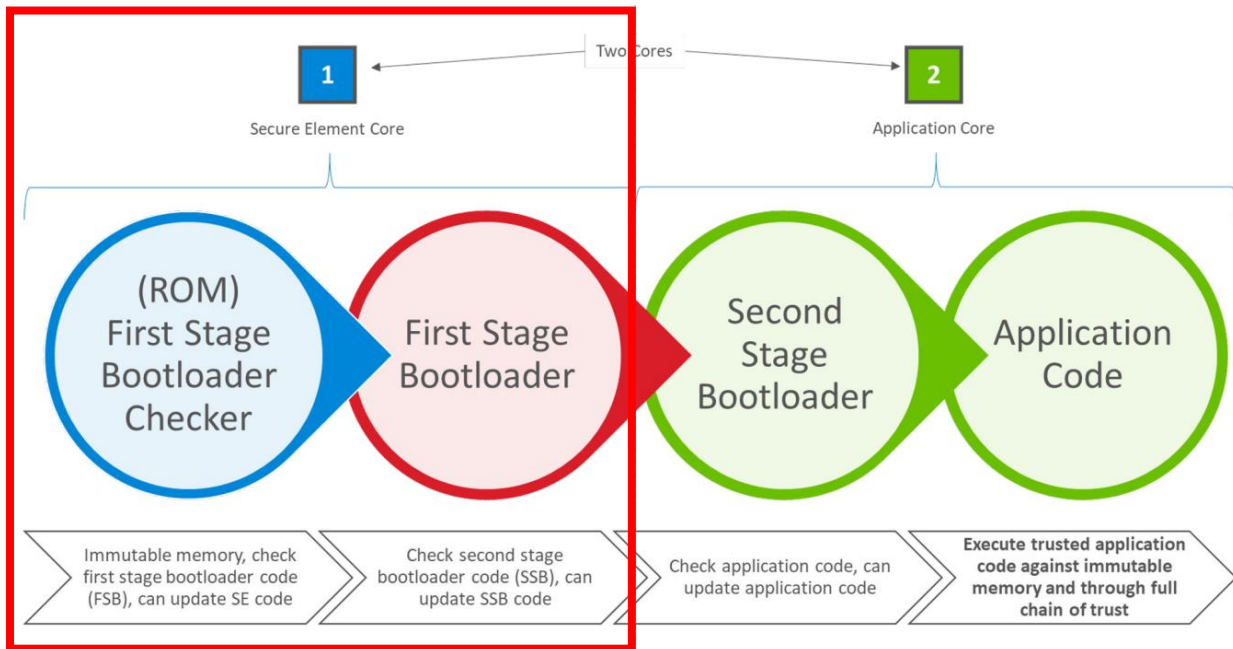 Two Cores
1
2
Secure Element Core
Application Core
(ROM)
First Stage
Bootloader
Checker
First Stage
Bootloader
Second
Stage
Bootloader
Application
Code
Immutable memory, check
first stage bootloader code
(FSB), can update SE code
Check second stage
bootloader code (SSB), can
update SSB code
Check application code, can
update application code
Execute trusted application
code against immutable
memory and through full
chain of trust